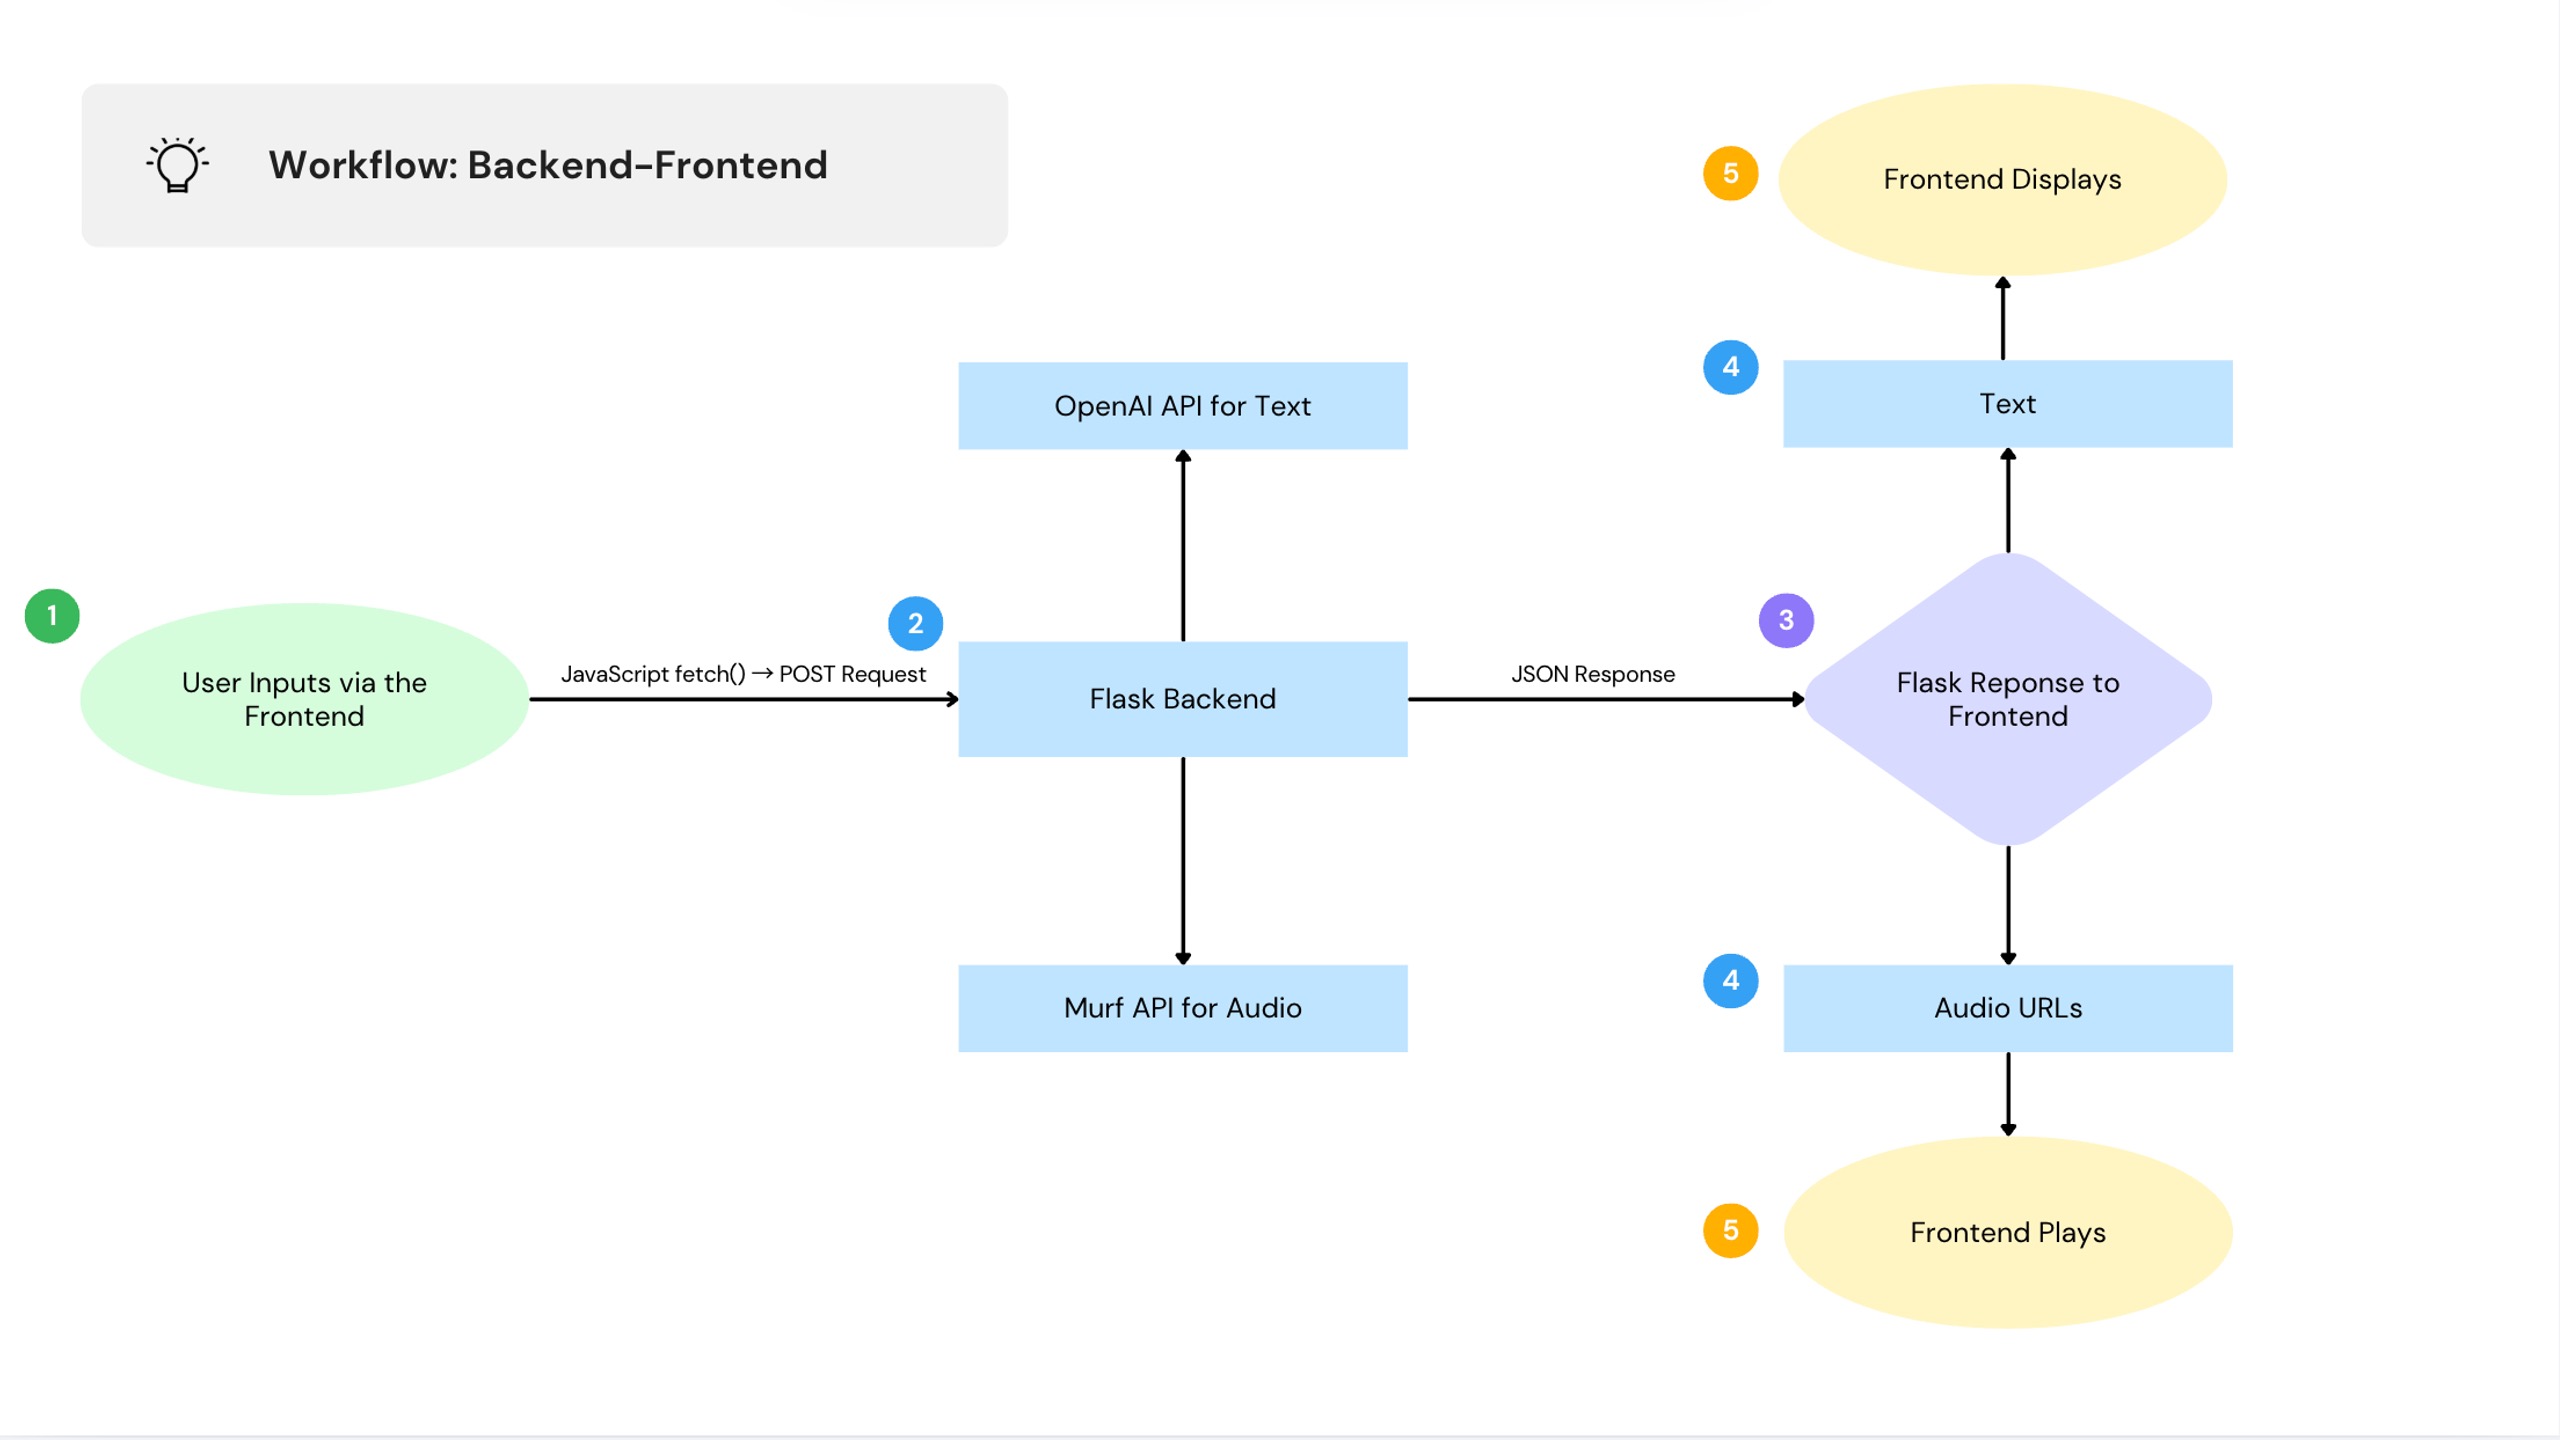 Workflow: Backend-Frontend
5
Frontend Displays
4
Text
OpenAI API for Text
1
User Inputs via the
Frontend
JavaScript fetch() → POST Request
2
Flask Backend
JSON Response
3
Flask Reponse to
Frontend
Murf API for Audio
4
Audio URLs
5
Frontend Plays